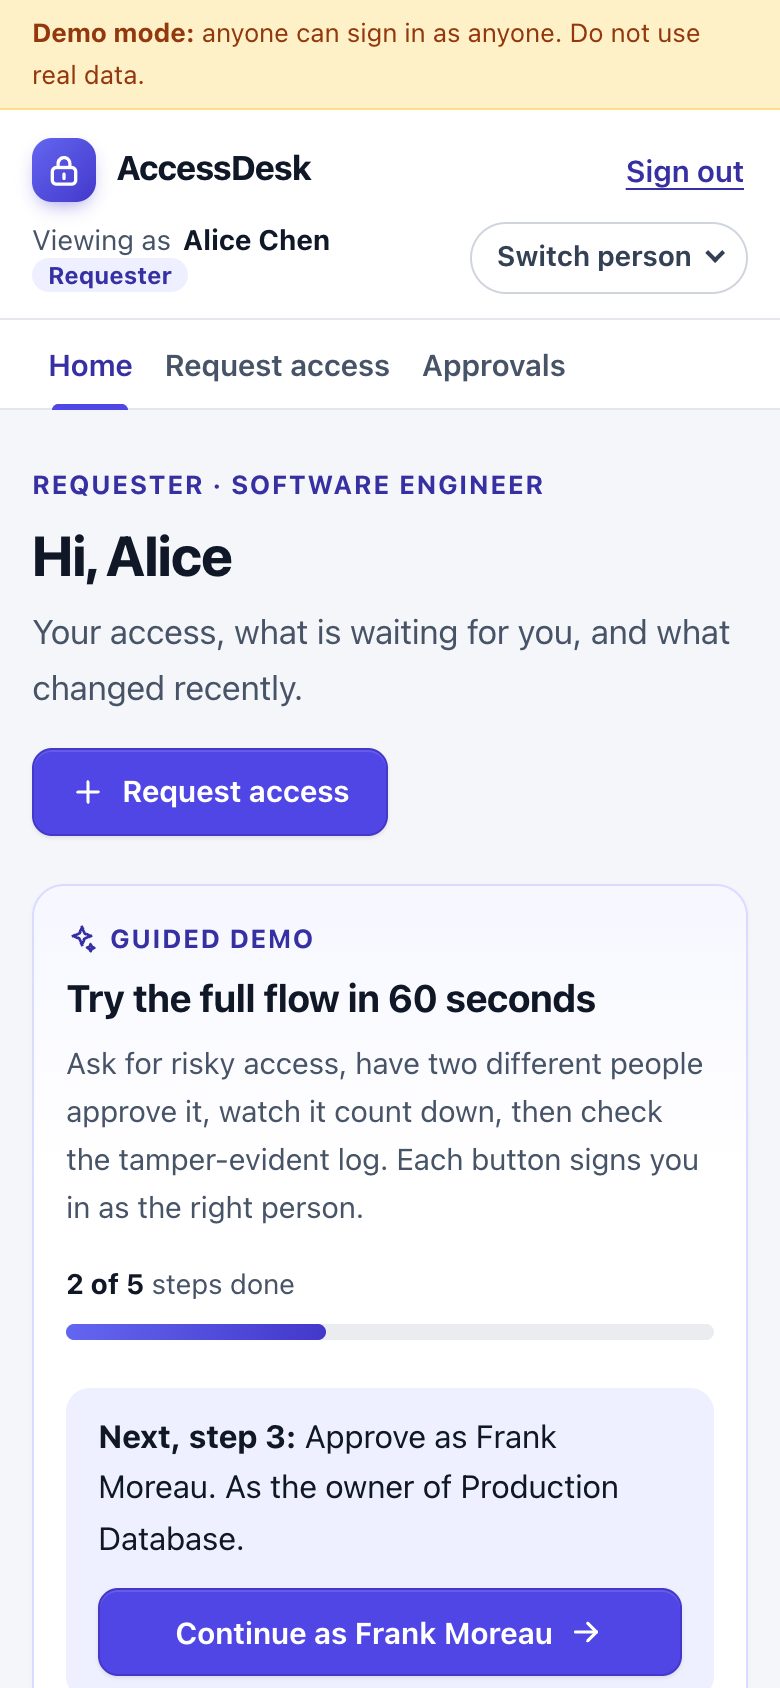 Demo mode: anyone can sign in as anyone. Do not use
real data.
AccessDesk
Sign out
Viewing as Alice Chen
Requester
Switch person
Home Request access Approvals
REQUESTER · SOFTWARE ENGINEER
Hi, Alice
Your access, what is waiting for you, and what
changed recently.
Request access
GUIDED DEMO
Try the full flow in 60 seconds
Ask for risky access, have two different people
approve it, watch it count down, then check
the tamper-evident log. Each button signs you
in as the right person.
2 of 5 steps done
Next, step 3: Approve as Frank
Moreau. As the owner of Production
Database.
Continue as Frank Moreau →